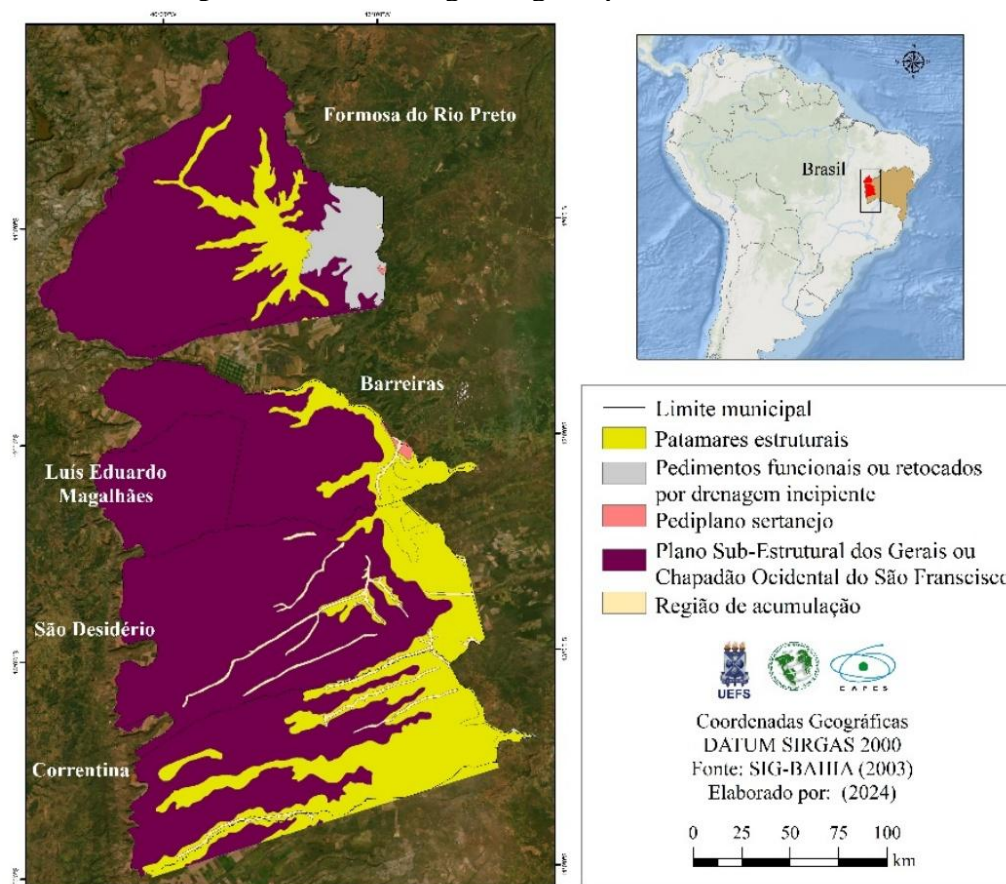 Formosa do Rio Preto
Barreiras
Luís Eduardo
Magalhães
São Desidério
Correntina
Brasil
Limite municipal
Patamares estruturais
Pedimentos funcionais ou retocados
por drenagem incipiente
Pediplano sertanejo
Plano Sub-Estrutural dos Gerais ou
Chapadão Ocidental do São Franscisco
Região de acumulação
UEFS
CAPES
Coordenadas Geográficas
DATUM SIRGAS 2000
Fonte: SIG-BAHIA (2003)
Elaborado por: (2024)
0 25 50 75 100
km